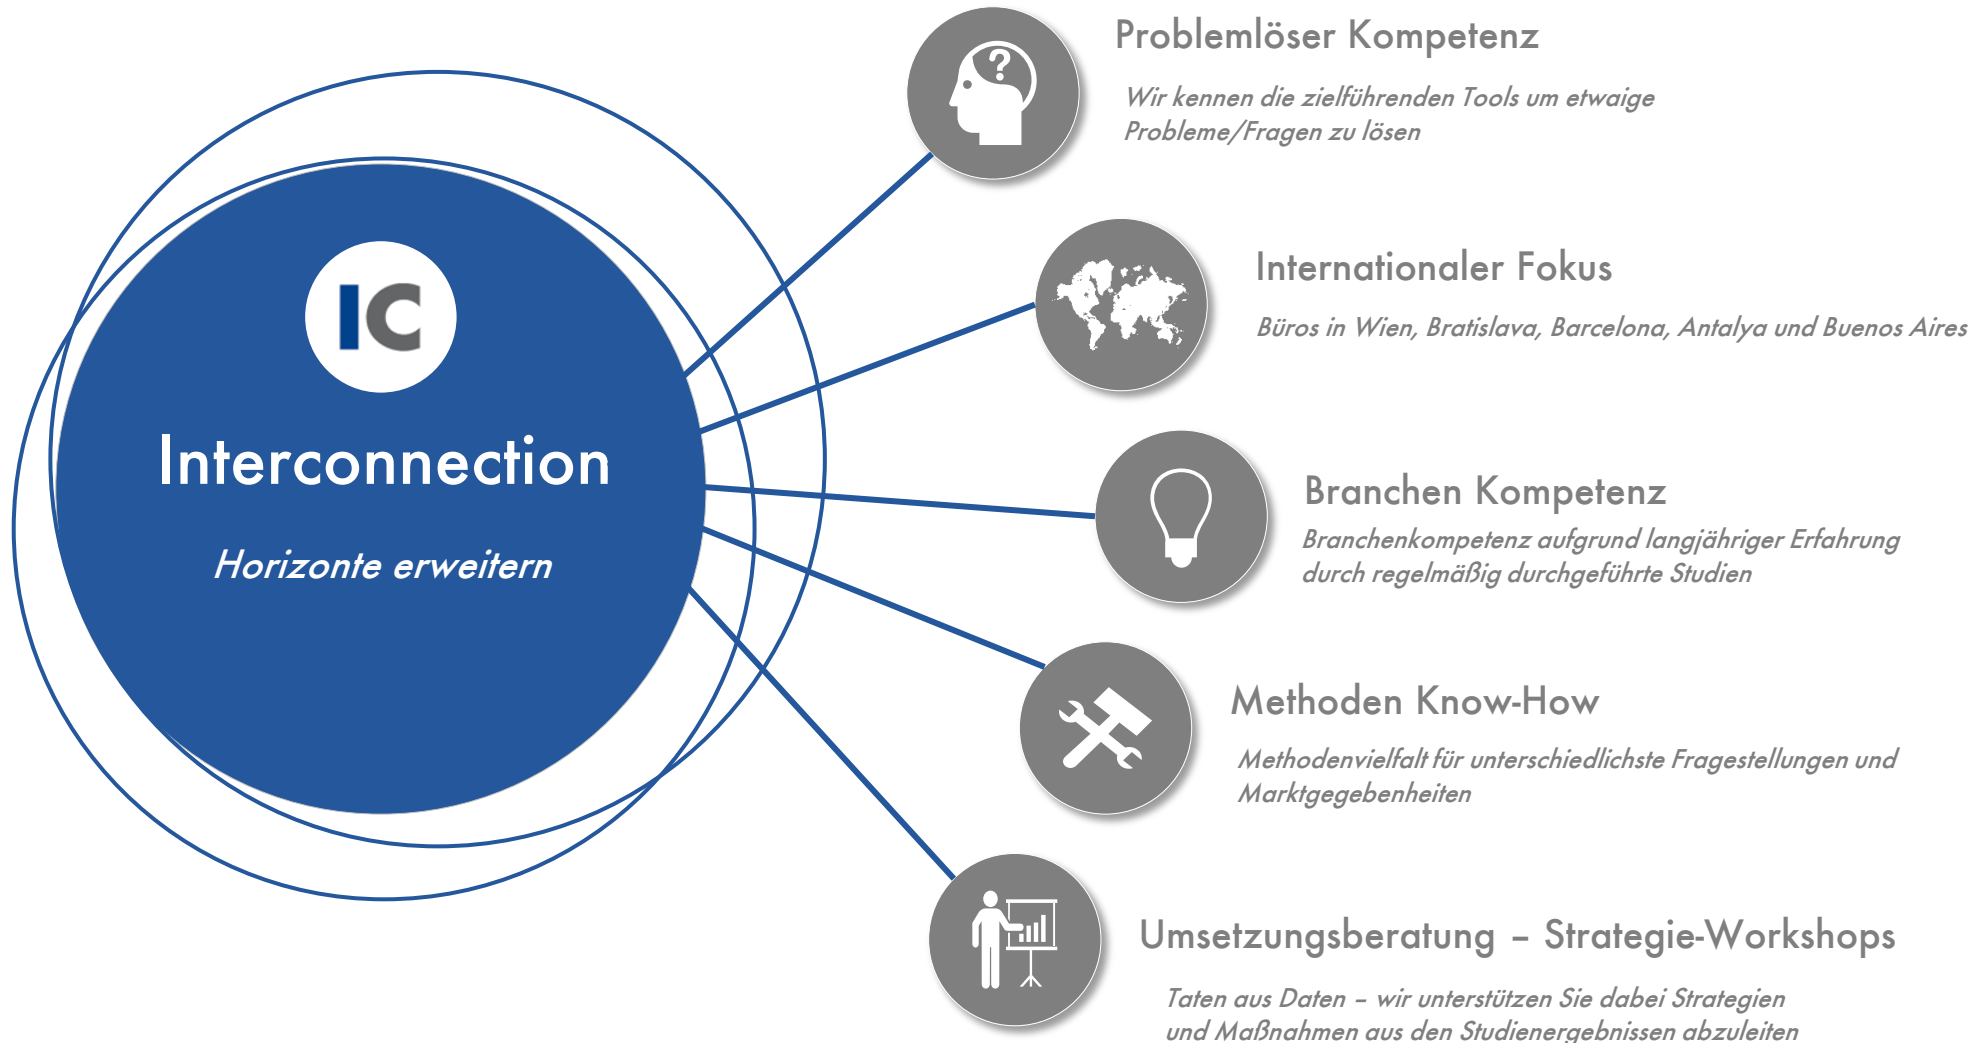 IC
Interconnection
Horizonte erweitern
Problemlöser Kompetenz
Wir kennen die zielführenden Tools um etwaige
Probleme/Fragen zu lösen
Internationaler Fokus
Büros in Wien, Bratislava, Barcelona, Antalya und Buenos Aires
Branchen Kompetenz
Branchenkompetenz aufgrund langjähriger Erfahrung
durch regelmäßig durchgeführte Studien
Methoden Know-How
Methodenvielfalt für unterschiedlichste Fragestellungen und
Marktgegebenheiten
Umsetzungsberatung – Strategie-Workshops
Taten aus Daten – wir unterstützen Sie dabei Strategien
und Maßnahmen aus den Studienergebnissen abzuleiten